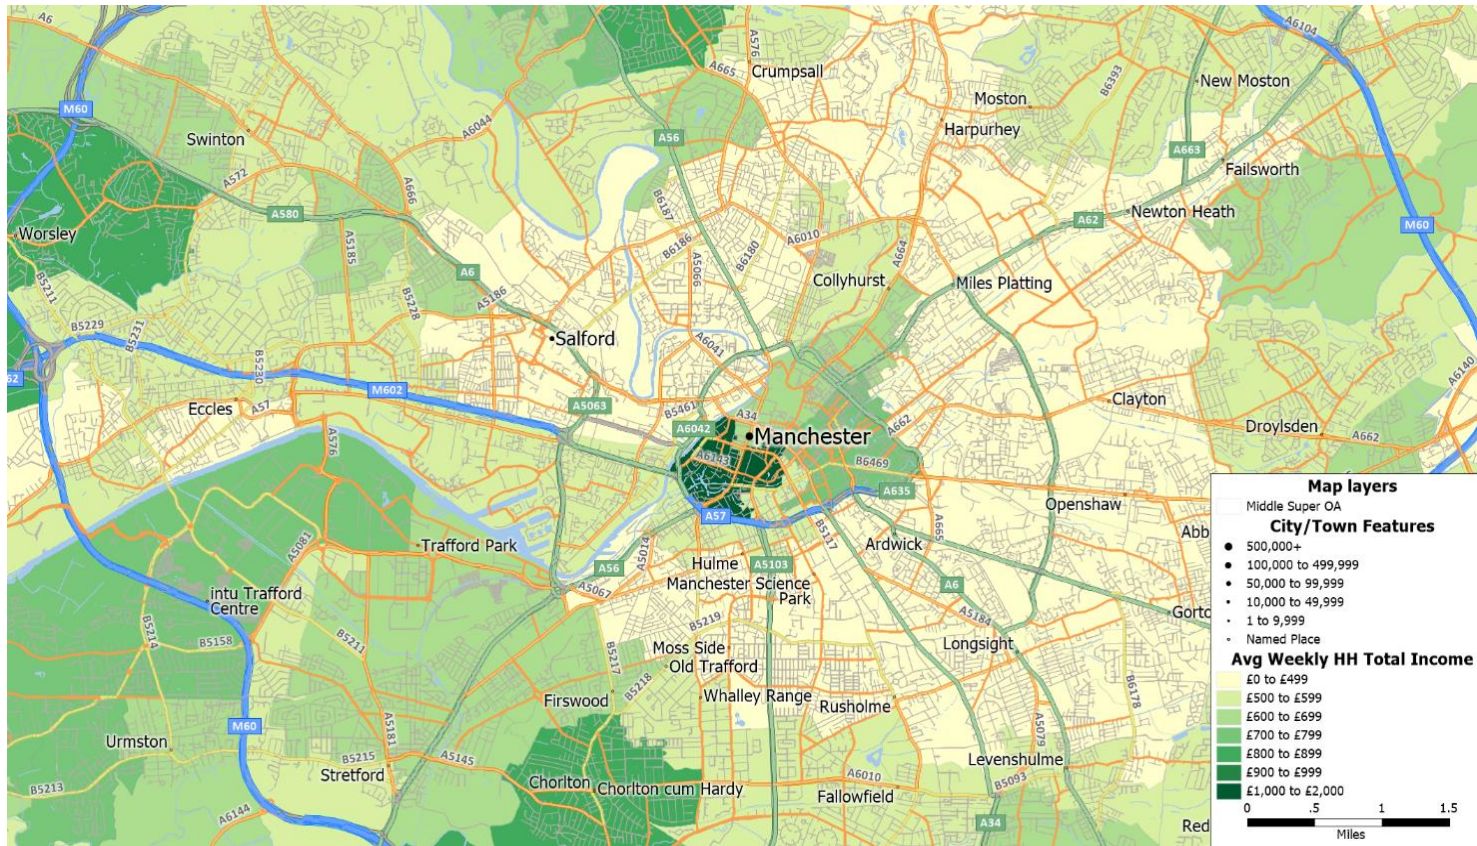 A6
A576
A6104
Crumpsall
A665
New Moston
B6393
Moston
M60
A6044
Harpurhey
Swinton
A56
A663
Failsworth
A572
A666
B6187
A580
Newton Heath
A62
M60
Worsley
A5185
B6186
B6180
A6010
A664
A6
A5066
Collyhurst
Miles Platting
B5211
B5228
A5186
B5229
B5231
Salford
A6041
B5230
A6140
62
M602
Eccles
A57
A5063
B5461
A34
A662
Clayton
A6042
Manchester
Droylsden
A662
A576
A6143
B6469
A635
Openshaw
A57
B5117
A665
Abb
A5081
Trafford Park
A5014
Ardwick
A56
Hulme
A5103
Manchester Science
Park
A6
intu Trafford
Centre
A5067
A5184
Gorto
B5214
B5158
B5211
B5219
Longsight
Moss Side
Old Trafford
B5217
B5218
B6178
Firswood
Whalley Range
Rusholme
M60
A5181
A5079
Urmston
B5215
A5145
Levenshulme
Stretford
B5213
Chorlton
Chorlton cum Hardy
A6010
B5093
Fallowfield
A6144
A34
Red
Map layers
Middle Super OA
City/Town Features
500,000+
100,000 to 499,999
50,000 to 99,999
10,000 to 49,999
1 to 9,999
Named Place
Avg Weekly HH Total Income
£0 to £499
£500 to £599
£600 to £699
£700 to £799
£800 to £899
£900 to £999
£1,000 to £2,000
0 .5 1 1.5
Miles